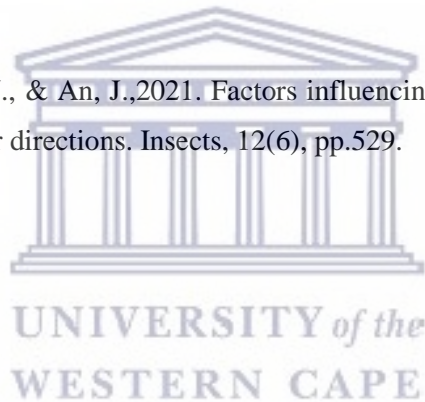 ., & An, J.,2021. Factors influencin
r directions. Insects, 12(6), pp.529.
UNIVERSITY of the
WESTERN CAPE